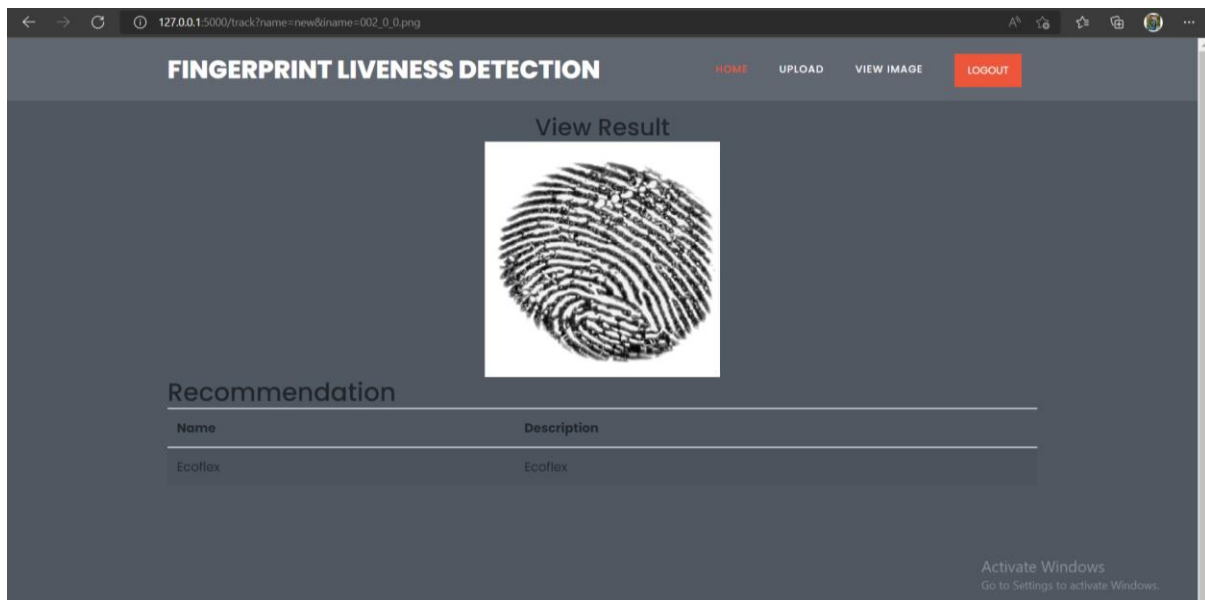 127.0.0.1:5000/track?name=new&iname=002_0_0.png
FINGERPRINT LIVENESS DETECTION HOME UPLOAD VIEW IMAGE LOGOUT
View Result
Recommendation
Name Description
Ecoflex Ecoflex
Activate Windows
Go to Settings to activate Windows.